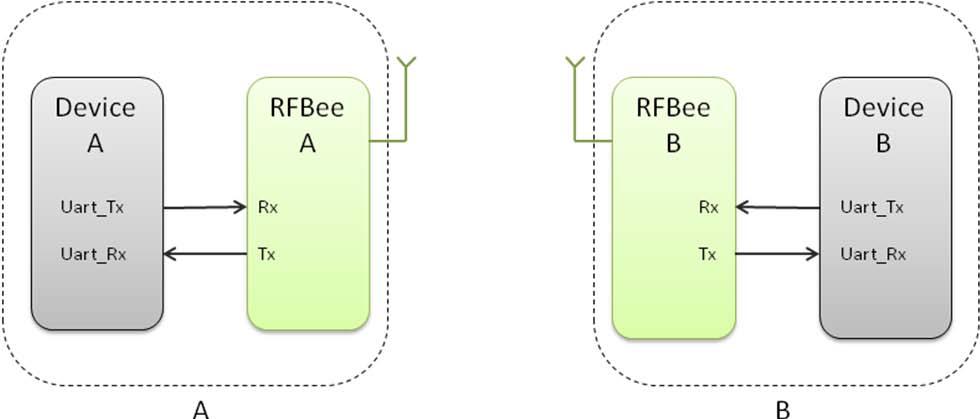 Device
A
Uart_Tx
Uart_Rx
RFBee
A
Rx
Tx
RFBee
B
Rx
Tx
Device
B
Uart_Tx
Uart_Rx
A
B